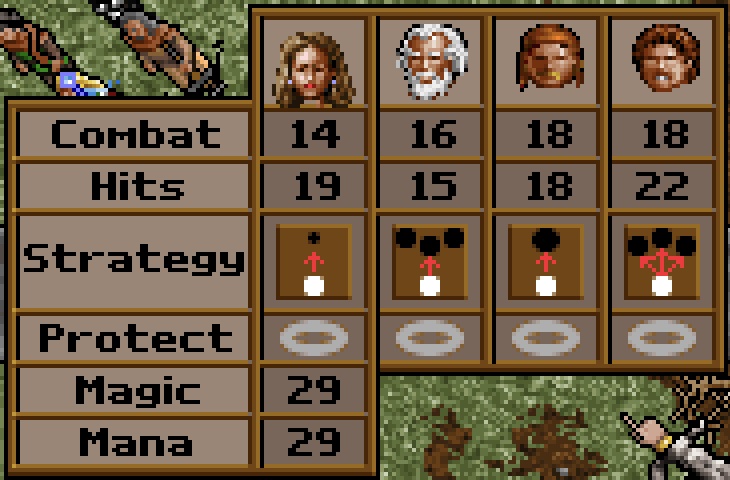 Combat 14 16 18 18
Hits 19 15 18 22
Strategy
Protect
Magic 29
Mana 29